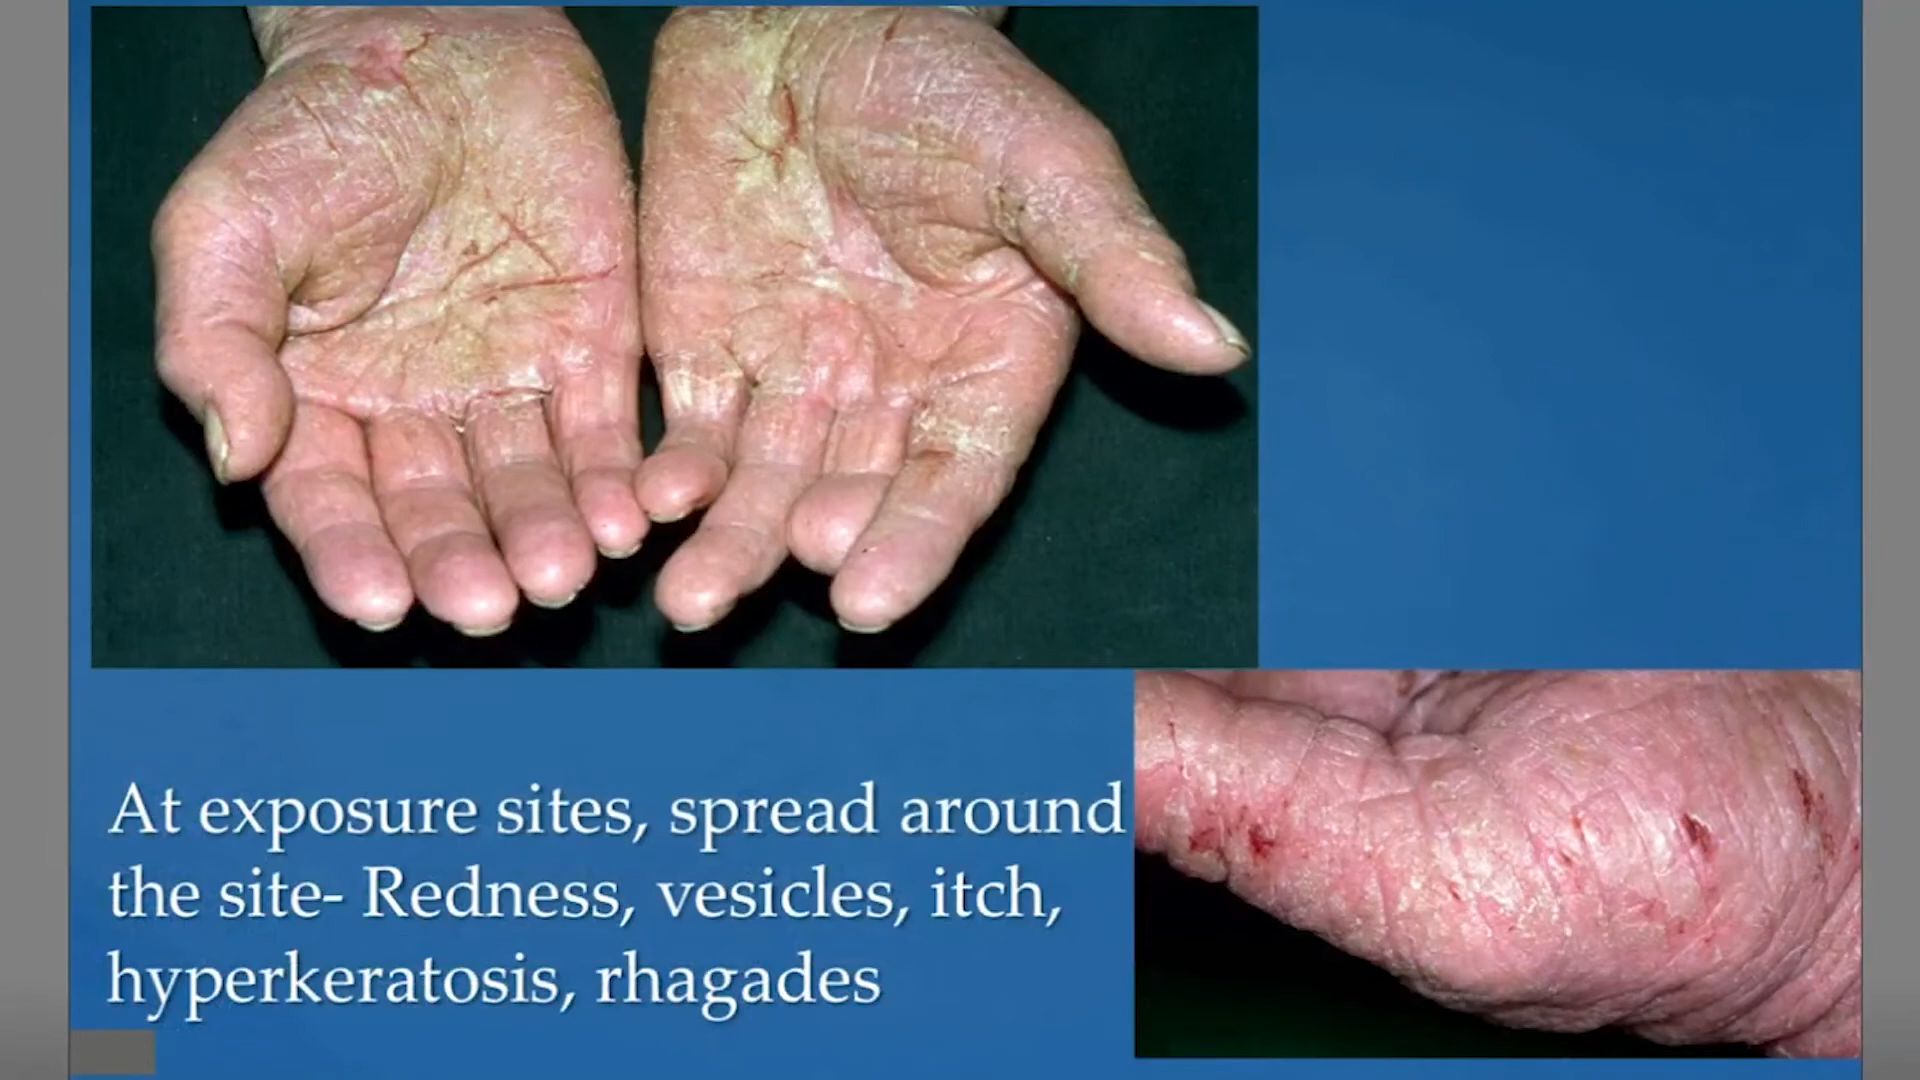 At exposure sites, spread around
the site- Redness, vesicles, itch,
hyperkeratosis, rhagades